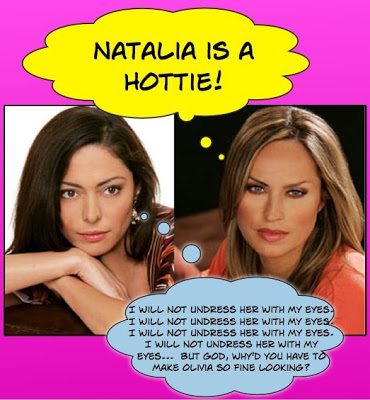 NATALIA IS A
HOTTIE!
I WILL NOT UNDRESS HER WITH MY EYES.
I WILL NOT UNDRESS HER WITH MY EYES.
I WILL NOT UNDRESS HER WITH MY EYES.
I WILL NOT UNDRESS HER WITH MY
EYES... BUT GOD, WHY'D YOU HAVE TO
MAKE OLIVIA SO FINE LOOKING?